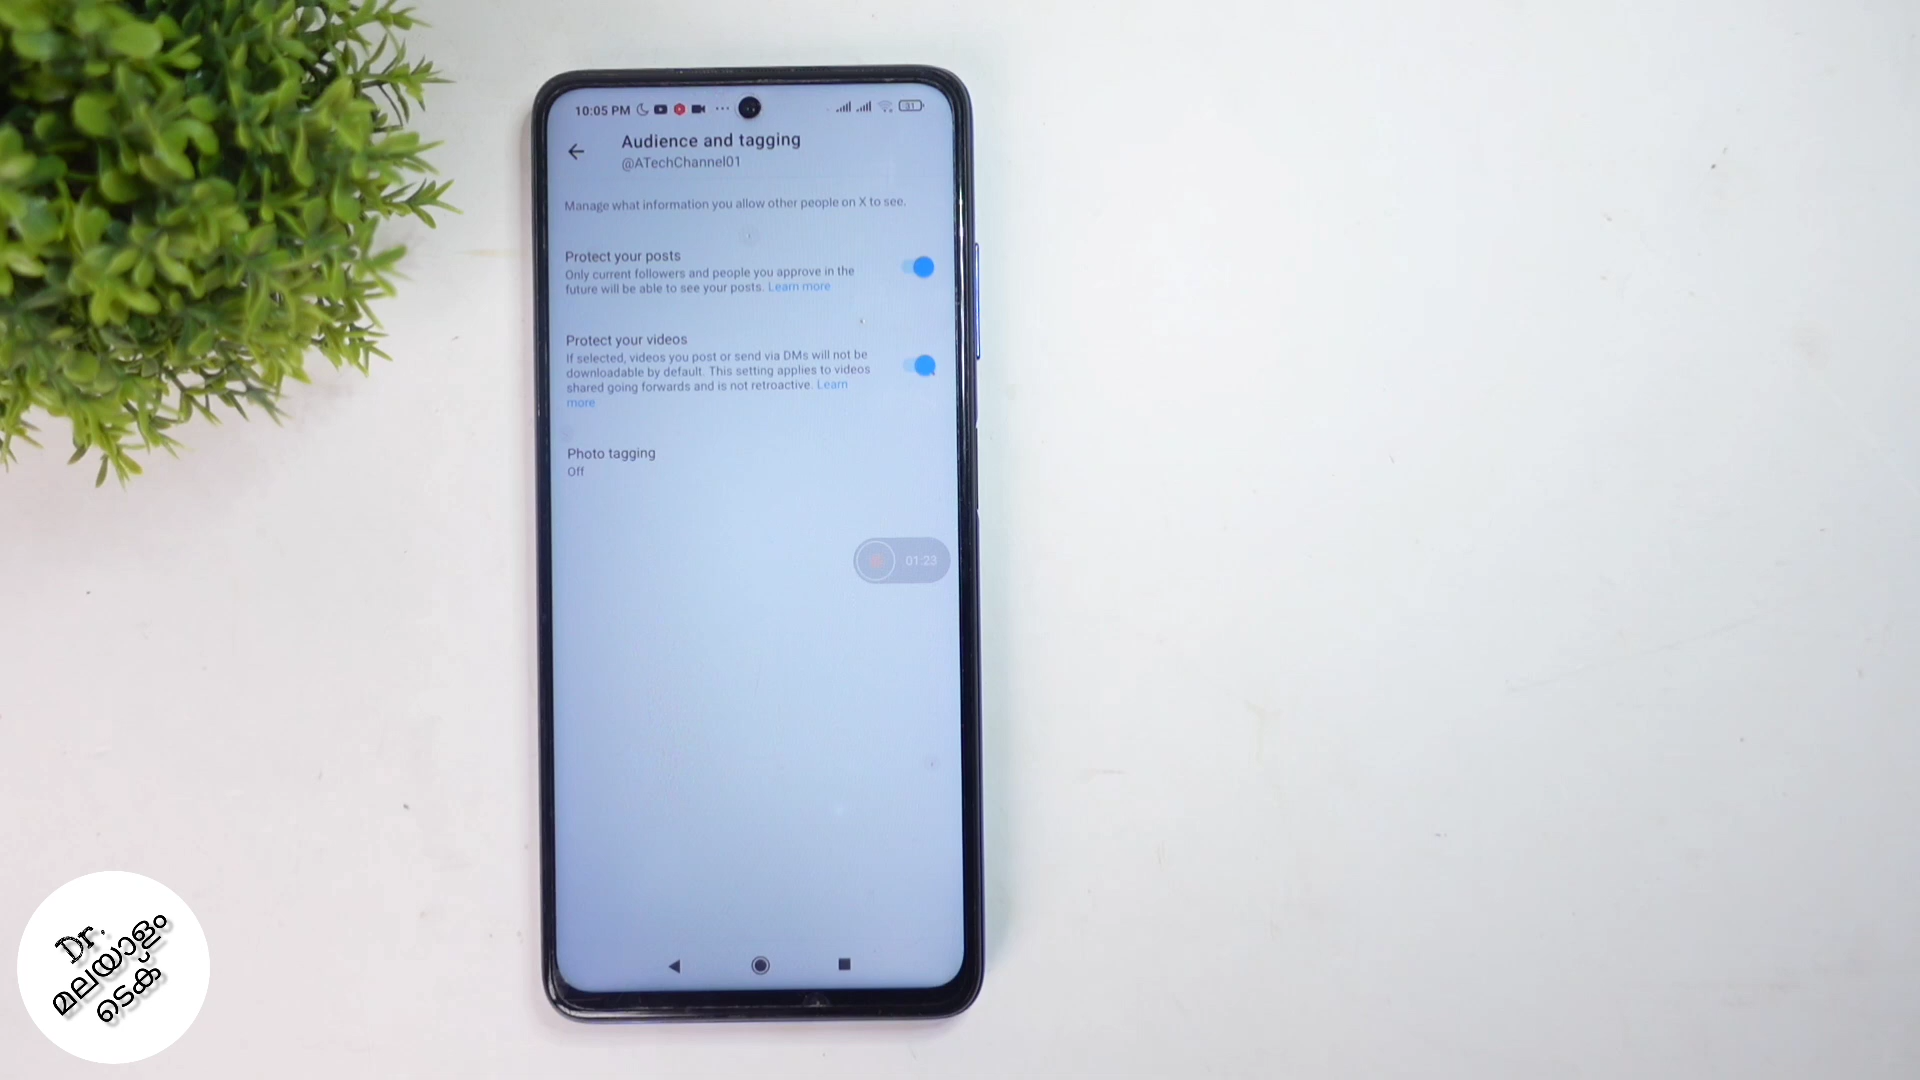 10:05 PM
31
Audience and tagging
@ATechChannel01
Manage what information you allow other people on X to see.
Protect your posts
Only current followers and people you approve in the
future will be able to see your posts. Learn more
Protect your videos
If selected, videos you post or send via DMs will not be
downloadable by default. This setting applies to videos
shared going forwards and is not retroactive. Learn
more
Photo tagging
Off
01:23
Dr.
മലയാളം
ടെക്